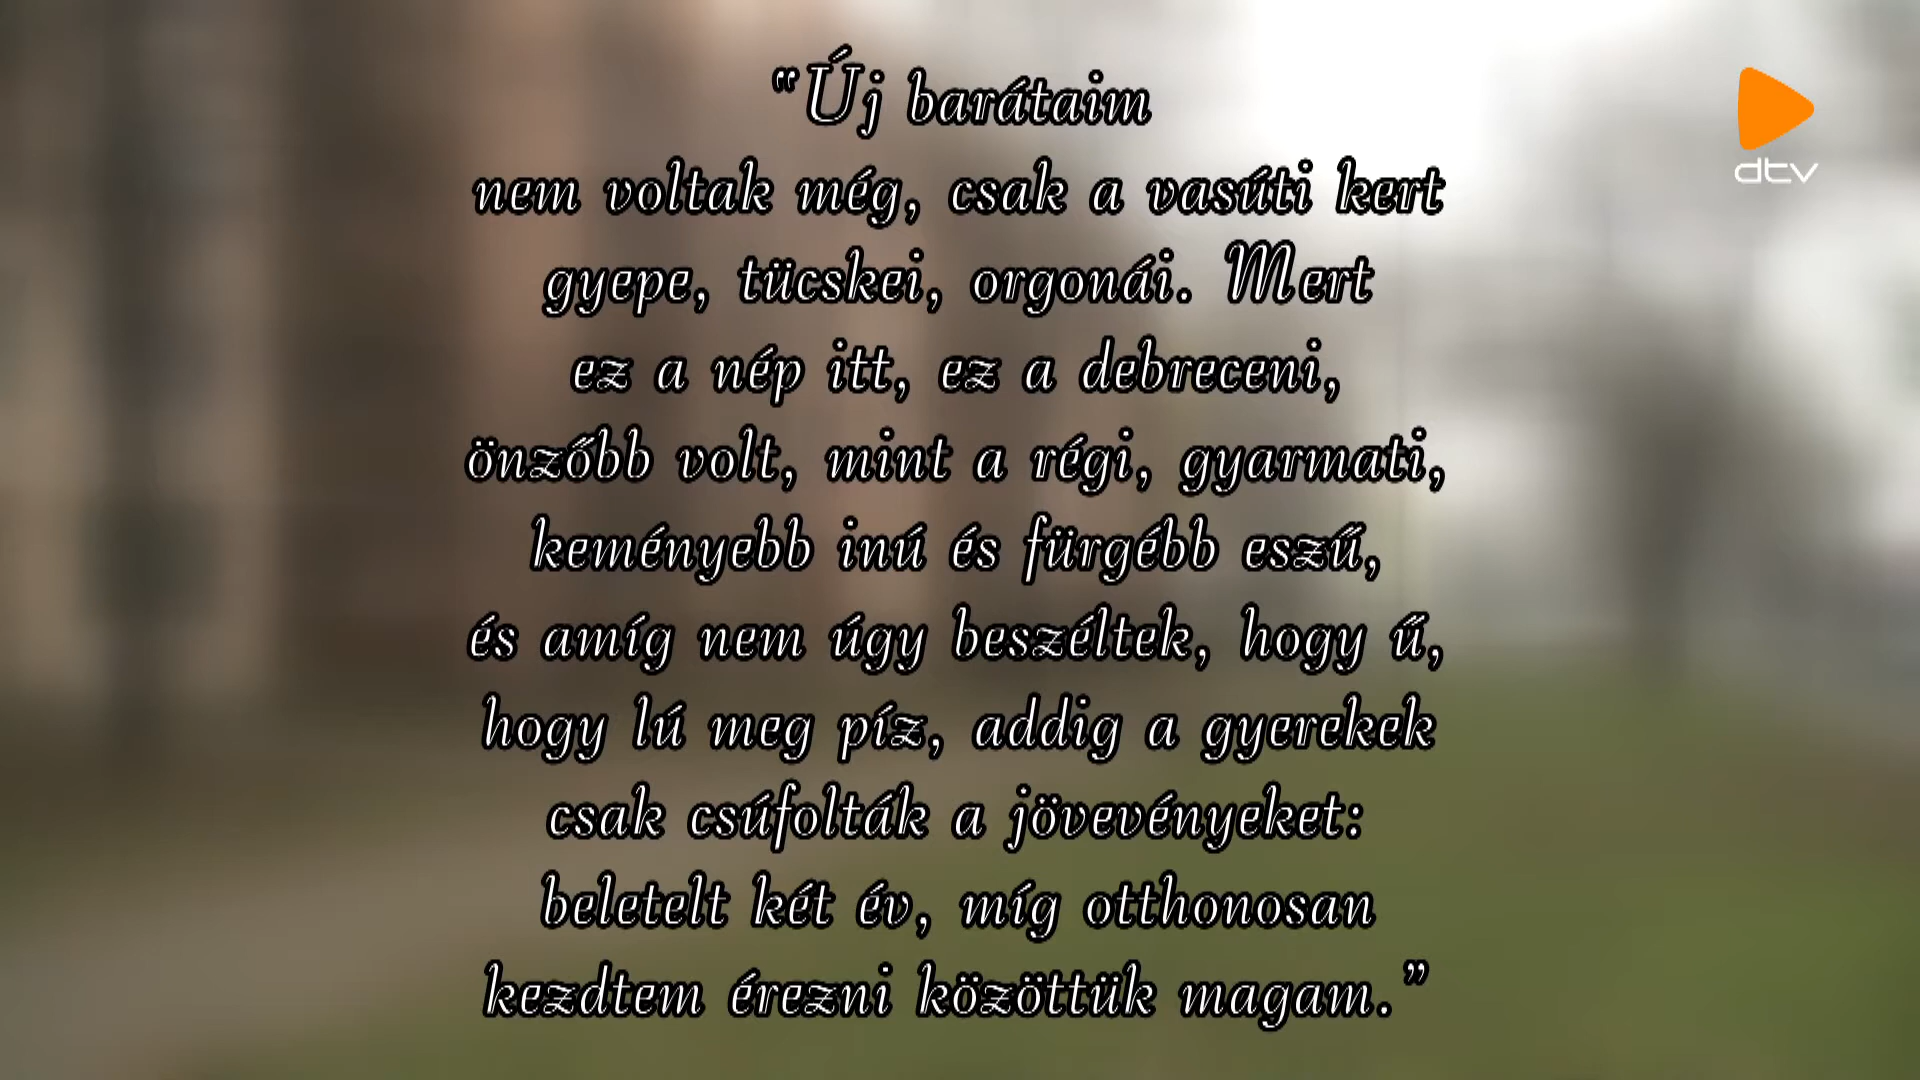 “Új barátaim
nem voltak még, csak a vasúti kert
gyepe, tücskei, orgonái. Mert
ez a nép itt, ez a debreceni,
önzőbb volt, mint a régi, gyarmati,
keményebb inú és fürgébb eszű,
és amíg nem úgy beszéltek, hogy ű,
hogy lú meg píz, addig a gyerekek
csak csúfolták a jövevényeket:
beletelt két év, míg otthonosan
kezdtem érezni közöttük magam.”
dtv